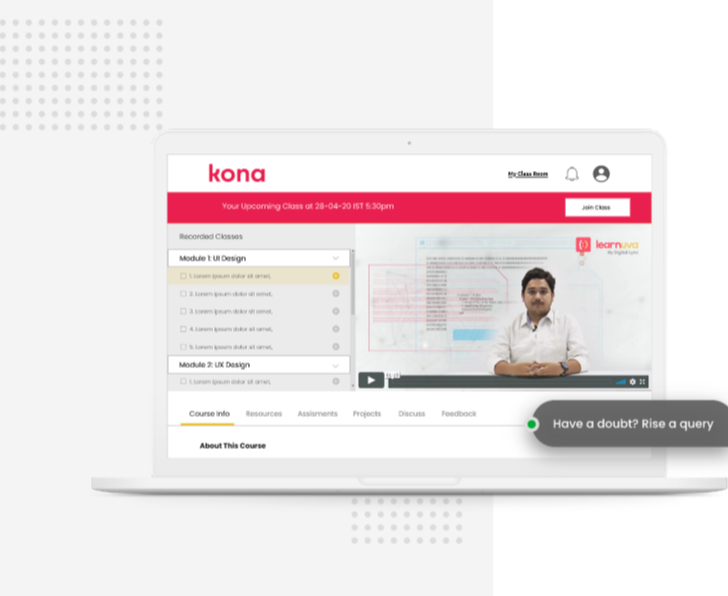 kona
My Class Room
Your Upcoming Class at 28-04-20 IST 5:30pm
Join Class
Recorded Classes
Module 1: UI Design
1. Lorem ipsum dolor sit amet,
2. Lorem ipsum dolor sit amet,
3. Lorem ipsum dolor sit amet,
4. Lorem ipsum dolor sit amet,
5. Lorem ipsum dolor sit amet,
Module 2: UX Design
1. Lorem ipsum dolor sit amet,
learnuva
by Digital Lync
Course Info Resources Assisments Projects Discuss Feedback
Have a doubt? Rise a query
About This Course